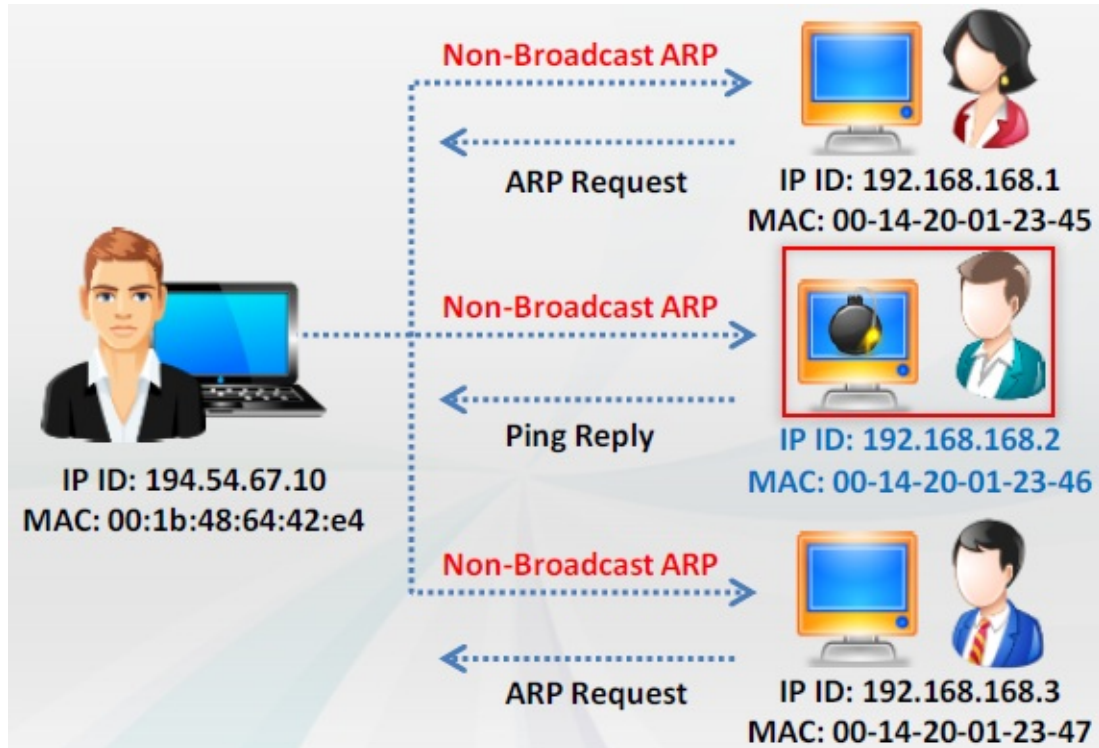 Non-Broadcast ARP
ARP Request
IP ID: 192.168.168.1
MAC: 00-14-20-01-23-45
Non-Broadcast ARP
Ping Reply
IP ID: 192.168.168.2
MAC: 00-14-20-01-23-46
IP ID: 194.54.67.10
MAC: 00:1b:48:64:42:e4
Non-Broadcast ARP
ARP Request
IP ID: 192.168.168.3
MAC: 00-14-20-01-23-47